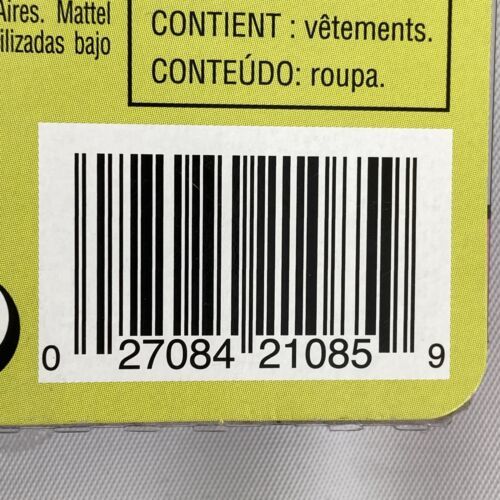 Aires. Mattel
ilizadas bajo
CONTIENT : vêtements.
CONTEÚDO: roupa.
0 27084 21085 9